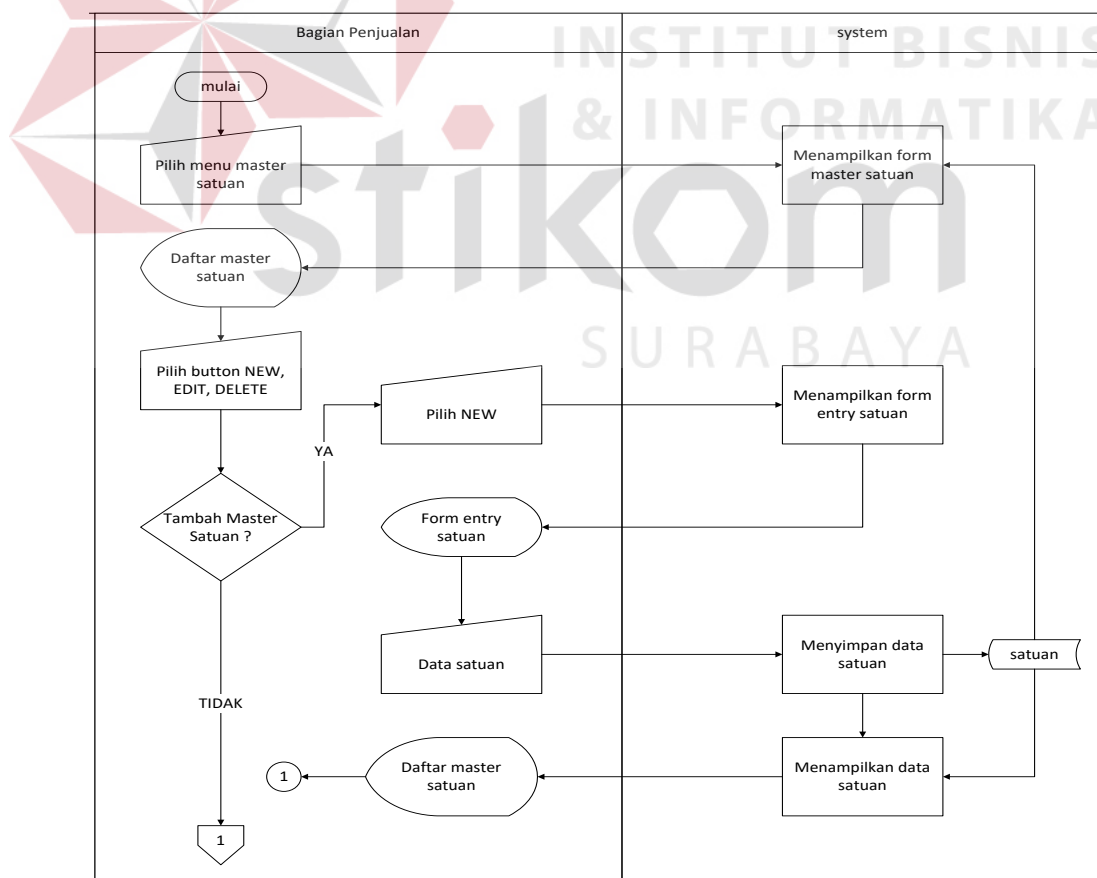 Bagian Penjualan
system
INSTITUT BISNIS
& INFORMATIKA
stikom
SURABAYA
mulai
Pilih menu master
satuan
Menampilkan form
master satuan
Daftar master
satuan
Pilih button NEW,
EDIT, DELETE
Pilih NEW
Menampilkan form
entry satuan
YA
Tambah Master
Satuan ?
Form entry
satuan
Data satuan
Menyimpan data
satuan
satuan
TIDAK
1
Daftar master
satuan
Menampilkan data
satuan
1